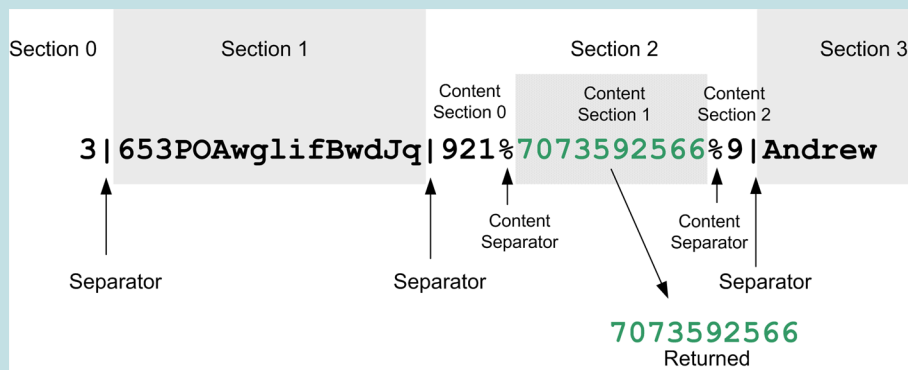 Section 0 Section 1 Section 2 Section 3
Content Section 0
Content Section 1
Content Section 2
3|653POAwglifBwdJq|921%7073592566%9|Andrew
Content Separator
Content Separator
Separator Separator Separator
7073592566
Returned